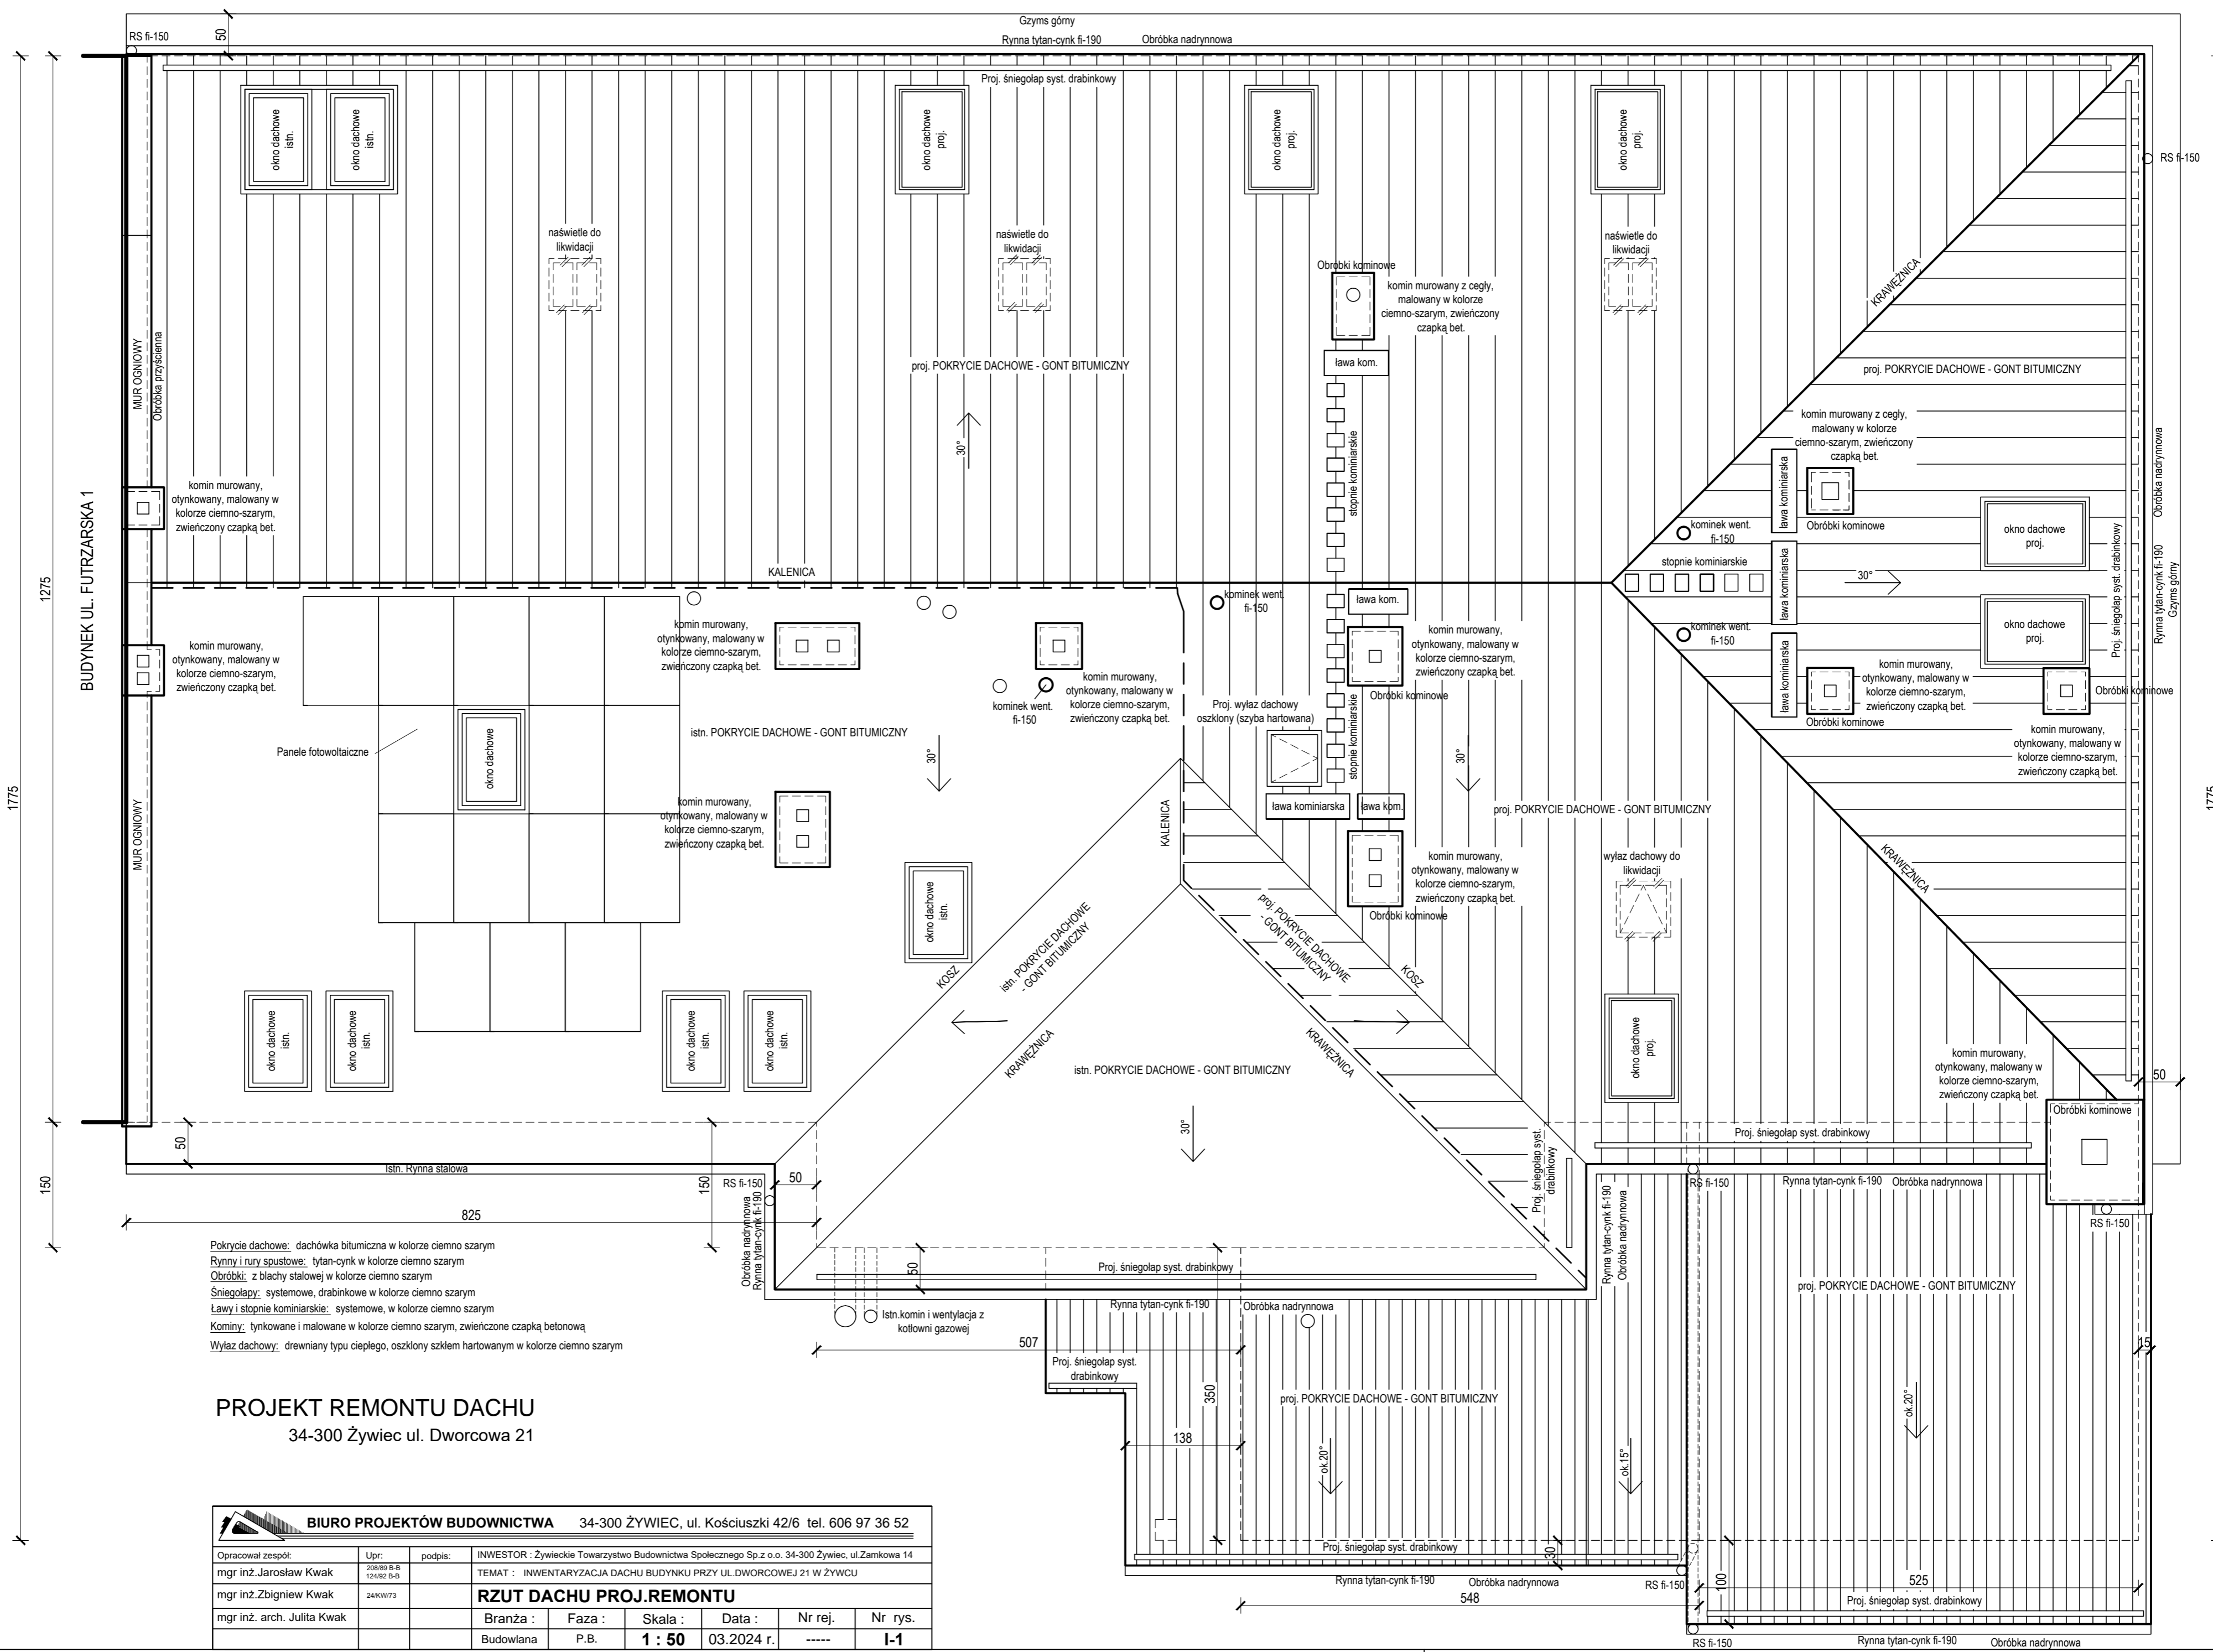 Gzyms górny
RS fi-150
50
Rynna tytan-cynk fi-190
Obróbka nadrynnowa
Proj. śniegołap syst. drabinkowy
okno dachowe
istn.
okno dachowe
istn.
okno dachowe
proj.
okno dachowe
proj.
okno dachowe
proj.
RS fi-150
naświetle do
likwidacji
naświetle do
likwidacji
naświetle do
likwidacji
Obróbki kominowe
komin murowany z cegły,
malowany w kolorze
ciemno-szarym, zwieńczony
czapką bet.
KRAWĘŻNICA
MUR OGNIOWY
Obróbka przyścienna
proj. POKRYCIE DACHOWE - GONT BITUMICZNY
ława kom.
proj. POKRYCIE DACHOWE - GONT BITUMICZNY
30°
stopnie kominiarskie
komin murowany z cegły,
malowany w kolorze
ciemno-szarym, zwieńczony
czapką bet.
ława kominiarska
Obróbki kominowe
Obróbka nadrynnowa
BUDYNEK UL. FUTRZARSKA 1
komin murowany,
otynkowany, malowany w
kolorze ciemno-szarym,
zwieńczony czapką bet.
kominek went.
fi-150
okno dachowe
proj.
Proj. śniegołap syst. drabinkowy
Rynna tytan-cynk fi-190
Gzyms górny
1275
1775
1775
KALENICA
stopnie kominiarskie
ława kominiarska
30°
kominek went.
fi-150
ława kom.
kominek went.
fi-150
okno dachowe
proj.
komin murowany,
otynkowany, malowany w
kolorze ciemno-szarym,
zwieńczony czapką bet.
komin murowany,
otynkowany, malowany w
kolorze ciemno-szarym,
zwieńczony czapką bet.
komin murowany,
otynkowany, malowany w
kolorze ciemno-szarym,
zwieńczony czapką bet.
kominek went.
fi-150
komin murowany,
otynkowany, malowany w
kolorze ciemno-szarym,
zwieńczony czapką bet.
Obróbki kominowe
ława kominiarska
komin murowany,
otynkowany, malowany w
kolorze ciemno-szarym,
zwieńczony czapką bet.
Obróbki kominowe
Obróbki kominowe
Proj. wyłaz dachowy
oszklony (szyba hartowana)
stopnie kominiarskie
istn. POKRYCIE DACHOWE - GONT BITUMICZNY
Panele fotowoltaiczne
okno dachowe
30°
30°
komin murowany,
otynkowany, malowany w
kolorze ciemno-szarym,
zwieńczony czapką bet.
MUR OGNIOWY
komin murowany,
otynkowany, malowany w
kolorze ciemno-szarym,
zwieńczony czapką bet.
KALENICA
ława kominiarska
ława kom.
proj. POKRYCIE DACHOWE - GONT BITUMICZNY
komin murowany,
otynkowany, malowany w
kolorze ciemno-szarym,
zwieńczony czapką bet.
Obróbki kominowe
wyłaz dachowy do
likwidacji
KRAWĘŻNICA
okno dachowe
istn.
KOSZ
istn. POKRYCIE DACHOWE
- GONT BITUMICZNY
proj. POKRYCIE DACHOWE
- GONT BITUMICZNY
KOSZ
okno dachowe
istn.
okno dachowe
istn.
okno dachowe
istn.
okno dachowe
istn.
KRAWĘŻNICA
KRAWĘŻNICA
istn. POKRYCIE DACHOWE - GONT BITUMICZNY
okno dachowe
proj.
komin murowany,
otynkowany, malowany w
kolorze ciemno-szarym,
zwieńczony czapką bet.
50
Obróbki kominowe
30°
50
Istn. Rynna stalowa
150
150
RS fi-150
50
825
Obróbka nadrynnowa
Rynna tytan-cynk fi-190
Proj. śniegołap syst.
drabinkowy
Proj. śniegołap syst. drabinkowy
RS fi-150
Rynna tytan-cynk fi-190
Obróbka nadrynnowa
Rynna tytan-cynk fi-190
Obróbka nadrynnowa
RS fi-150
50
Proj. śniegołap syst. drabinkowy
Pokrycie dachowe: dachówka bitumiczna w kolorze ciemno szarym
Rynny i rury spustowe: tytan-cynk w kolorze ciemno szarym
Obróbki: z blachy stalowej w kolorze ciemno szarym
Śniegołapy: systemowe, drabinkowe w kolorze ciemno szarym
Ławy i stopnie kominiarskie: systemowe, w kolorze ciemno szarym
Kominy: tynkowane i malowane w kolorze ciemno szarym, zwieńczone czapką betonową
Wyłaz dachowy: drewniany typu ciepłego, oszklony szkłem hartowanym w kolorze ciemno szarym
Istn.komin i wentylacja z
kotłowni gazowej
Rynna tytan-cynk fi-190
Obróbka nadrynnowa
proj. POKRYCIE DACHOWE - GONT BITUMICZNY
507
15
Proj. śniegołap syst.
drabinkowy
350
proj. POKRYCIE DACHOWE - GONT BITUMICZNY
138
ok.20°
ok.15°
ok.20°
PROJEKT REMONTU DACHU
34-300 Żywiec ul. Dworcowa 21
Proj. śniegołap syst. drabinkowy
30
Rynna tytan-cynk fi-190
Obróbka nadrynnowa
RS fi-150
548
100
525
Proj. śniegołap syst. drabinkowy
RS fi-150
Rynna tytan-cynk fi-190
Obróbka nadrynnowa
BIURO PROJEKTÓW BUDOWNICTWA 34-300 ŻYWIEC, ul. Kościuszki 42/6 tel. 606 97 36 52
Opracował zespół: Upr: podpis: INWESTOR : Żywieckie Towarzystwo Budownictwa Społecznego Sp.z o.o. 34-300 Żywiec, ul.Zamkowa 14
mgr inż.Jarosław Kwak 208/89 B-B
124/92 B-B
TEMAT : INWENTARYZACJA DACHU BUDYNKU PRZY UL.DWORCOWEJ 21 W ŻYWCU
mgr inż.Zbigniew Kwak 24/KW/73 RZUT DACHU PROJ.REMONTU
mgr inż. arch. Julita Kwak Branża : Faza : Skala : Data : Nr rej. Nr rys.
Budowlana P.B. 1 : 50 03.2024 r. ----- I-1